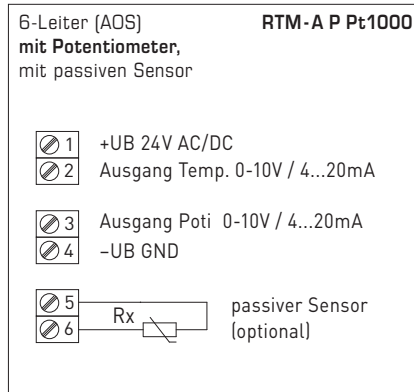 6-Leiter (AOS) RTM-A P Pt1000
mit Potentiometer,
mit passiven Sensor
1 +UB 24V AC/DC
2 Ausgang Temp. 0-10V / 4...20mA
3 Ausgang Poti 0-10V / 4...20mA
4 –UB GND
5 passiver Sensor
Rx
6 (optional)